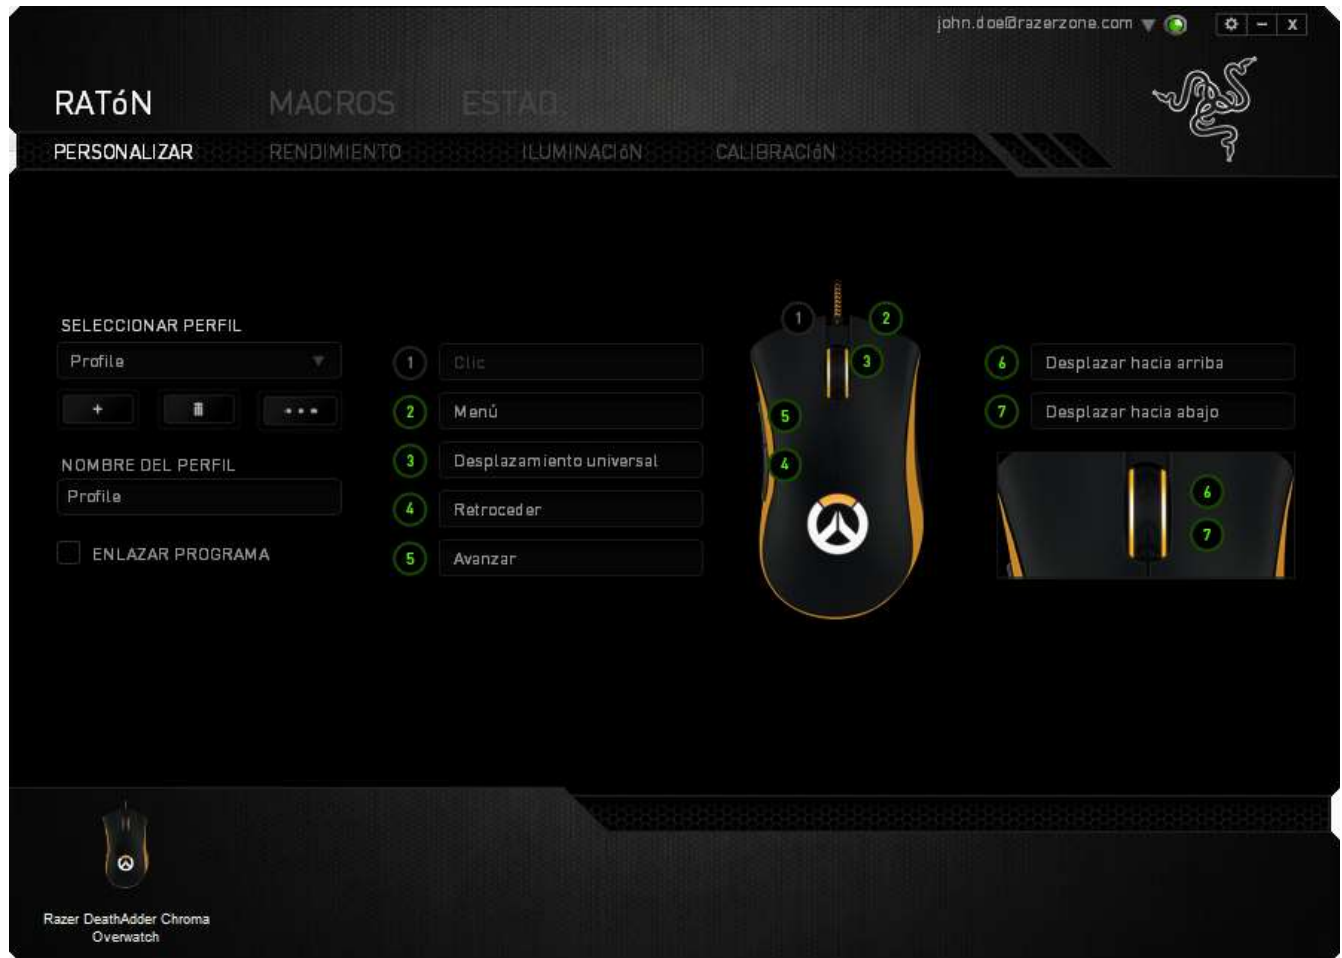 john.doe@razerzone.com
RATóN MACROS ESTAD.
PERSONALIZAR RENDIMIENTO ILUMINACIóN CALIBRACIóN
SELECCIONAR PERFIL
Profile
NOMBRE DEL PERFIL
Profile
ENLAZAR PROGRAMA
1 Clic
2 Menú
3 Desplazamiento universal
4 Retroceder
5 Avanzar
1
2
3
5
4
6 Desplazar hacia arriba
7 Desplazar hacia abajo
6
7
Razer DeathAdder Chroma
Overwatch